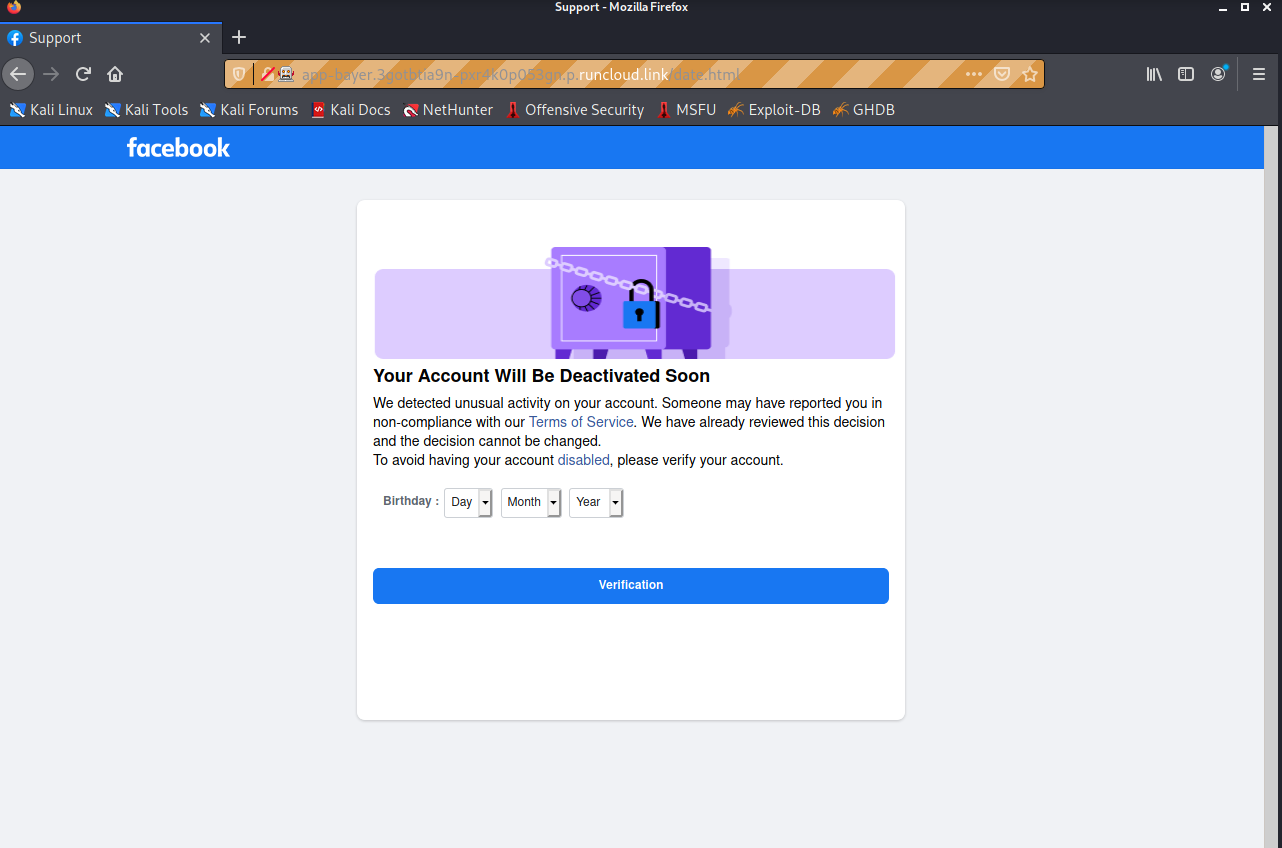 Support - Mozilla Firefox
Support
app-bayer.3gotbtia9n-pxr4k0p053gn.p.runcloud.link/date.html
Kali Linux Kali Tools Kali Forums Kali Docs NetHunter Offensive Security MSFU Exploit-DB GHDB
facebook
Your Account Will Be Deactivated Soon
We detected unusual activity on your account. Someone may have reported you in
non-compliance with our Terms of Service. We have already reviewed this decision
and the decision cannot be changed.
To avoid having your account disabled, please verify your account.
Birthday : Day Month Year
Verification